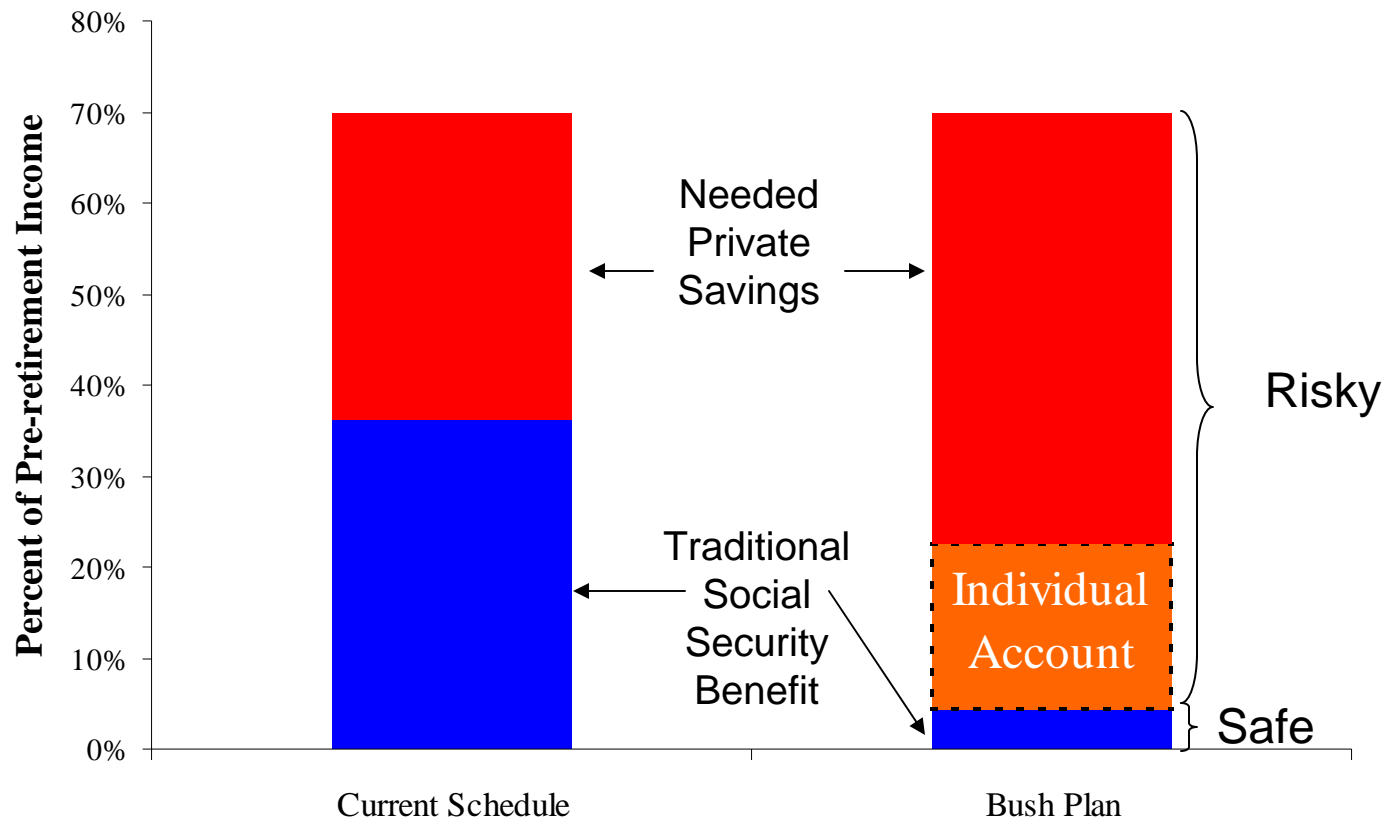 80%
70%
60%
50%
40%
30%
20%
10%
0%
Percent of Pre-retirement Income
Needed
Private
Savings
Traditional
Social
Security
Benefit
Individual
Account
Risky
Safe
Current Schedule
Bush Plan